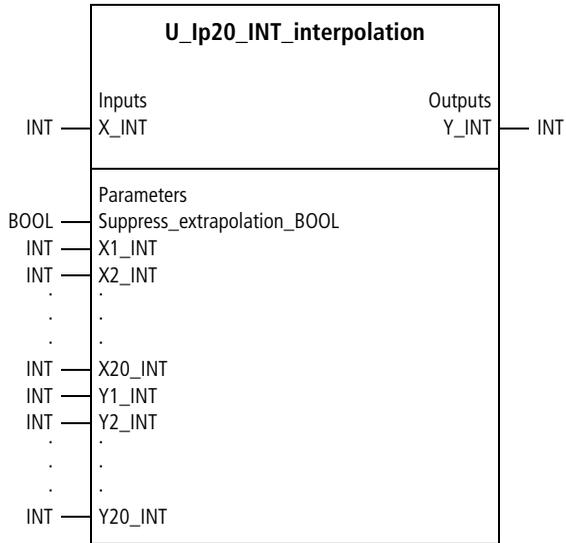 U_Ip20_INT_interpolation
Inputs Outputs
INT X_INT Y_INT INT
Parameters
BOOL Suppress_extrapolation_BOOL
INT X1_INT
INT X2_INT
. .
. .
. .
INT X20_INT
INT Y1_INT
INT Y2_INT
. .
. .
. .
INT Y20_INT